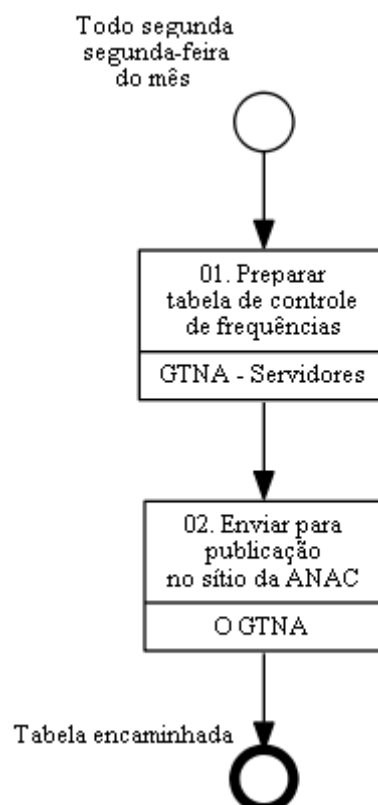 Todo segunda
segunda-feira
do mês
01. Preparar
tabela de controle
de frequências
GTNA - Servidores
02. Enviar para
publicação
no sítio da ANAC
O GTNA
Tabela encaminhada